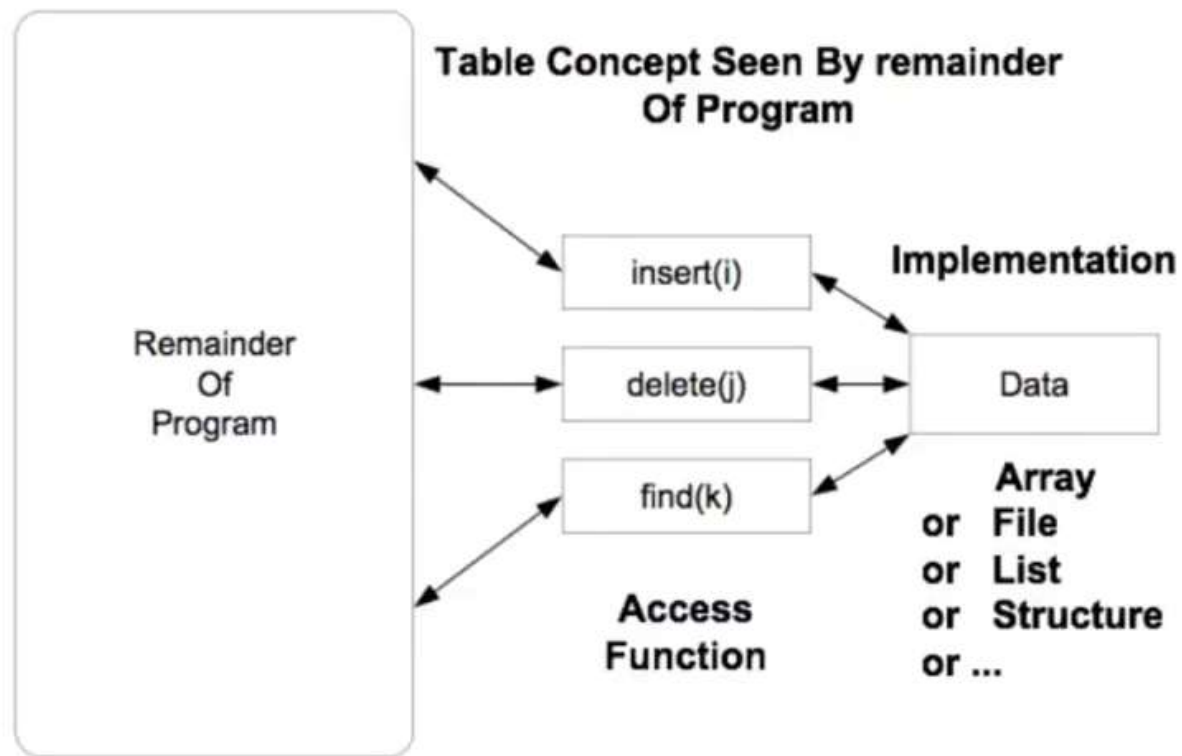 Table Concept Seen By remainder
Of Program
Remainder
Of
Program
insert(i)
delete(j)
find(k)
Access
Function
Implementation
Data
Array
or File
or List
or Structure
or ...